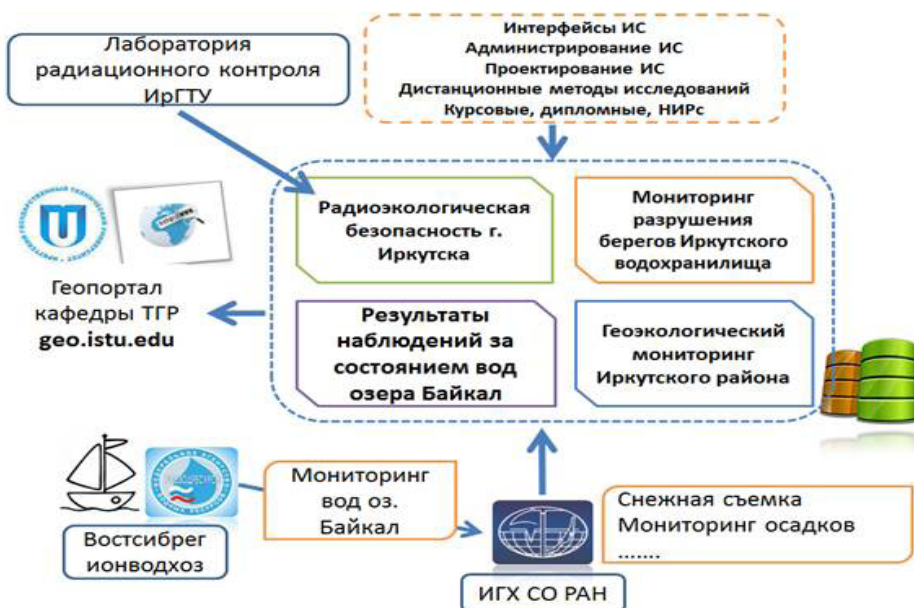 Лаборатория
радиационного контроля
ИрГТУ
Интерфейсы ИС
Администрирование ИС
Проектирование ИС
Дистанционные методы исследований
Курсовые, дипломные, НИРс
Радиоэкологическая
безопасность г.
Иркутска
Мониторинг
разрушения
берегов Иркутского
водохранилища
Геопортал
кафедры ТГР
geo.istu.edu
Результаты
наблюдений за
состоянием вод
озера Байкал
Геоэкологический
мониторинг
Иркутского района
Мониторинг
вод оз.
Байкал
Востсибрег
ионводхоз
Снежная съемка
Мониторинг осадков
.......
ИГХ СО РАН